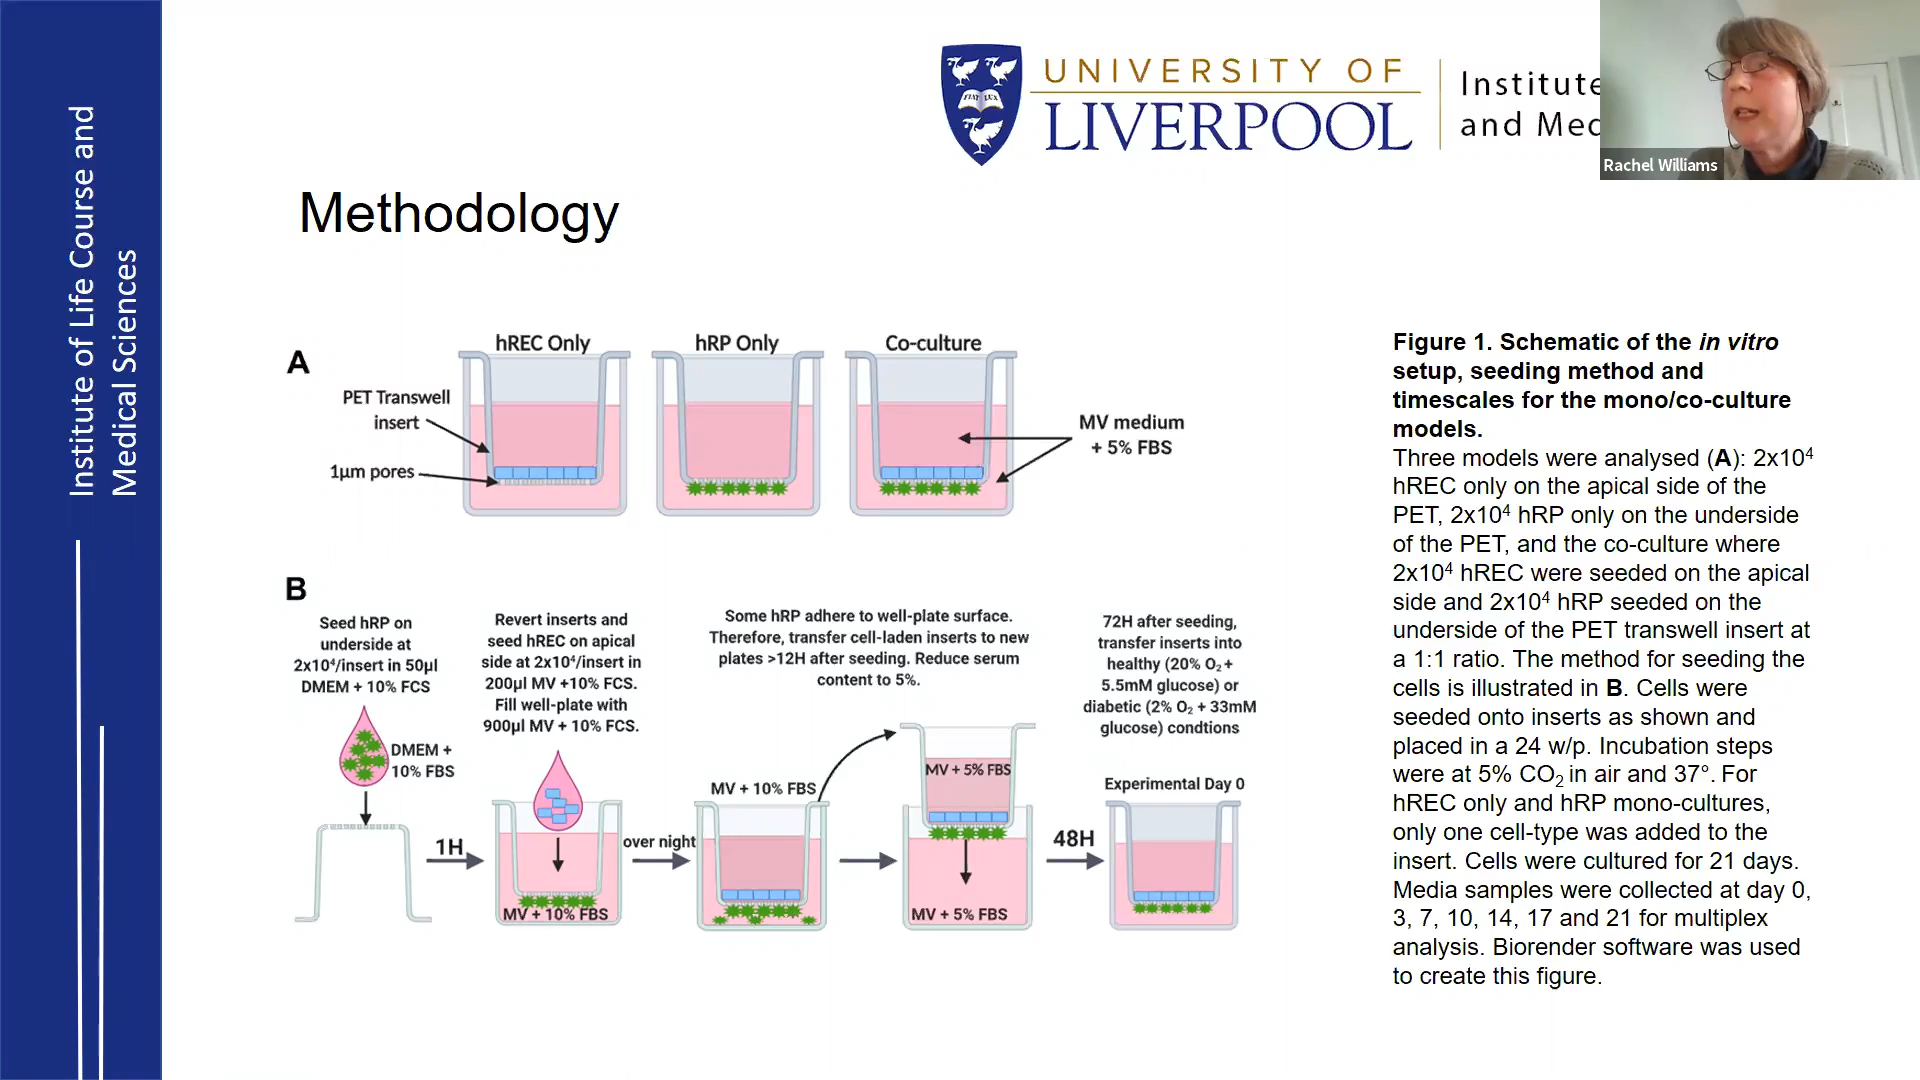 Institute of Life Course and
Medical Sciences
FIAT LUX
UNIVERSITY OF
LIVERPOOL
Institute
and Med
Rachel Williams
Methodology
A
hREC Only
hRP Only
Co-culture
PET Transwell
insert
1µm pores
MV medium
+ 5% FBS
B
Seed hRP on
underside at
2x10⁴/insert in 50µl
DMEM + 10% FCS
DMEM +
10% FBS
1H
Revert inserts and
seed hREC on apical
side at 2x10⁴/insert in
200µl MV +10% FCS.
Fill well-plate with
900µl MV + 10% FCS.
MV + 10% FBS
over night
Some hRP adhere to well-plate surface.
Therefore, transfer cell-laden inserts to new
plates >12H after seeding. Reduce serum
content to 5%.
MV + 10% FBS
MV + 5% FBS
MV + 5% FBS
48H
72H after seeding,
transfer inserts into
healthy (20% O₂ +
5.5mM glucose) or
diabetic (2% O₂ + 33mM
glucose) condtions
Experimental Day 0
Figure 1. Schematic of the in vitro
setup, seeding method and
timescales for the mono/co-culture
models.
Three models were analysed (A): 2x10⁴
hREC only on the apical side of the
PET, 2x10⁴ hRP only on the underside
of the PET, and the co-culture where
2x10⁴ hREC were seeded on the apical
side and 2x10⁴ hRP seeded on the
underside of the PET transwell insert at
a 1:1 ratio. The method for seeding the
cells is illustrated in B. Cells were
seeded onto inserts as shown and
placed in a 24 w/p. Incubation steps
were at 5% CO₂ in air and 37°. For
hREC only and hRP mono-cultures,
only one cell-type was added to the
insert. Cells were cultured for 21 days.
Media samples were collected at day 0,
3, 7, 10, 14, 17 and 21 for multiplex
analysis. Biorender software was used
to create this figure.